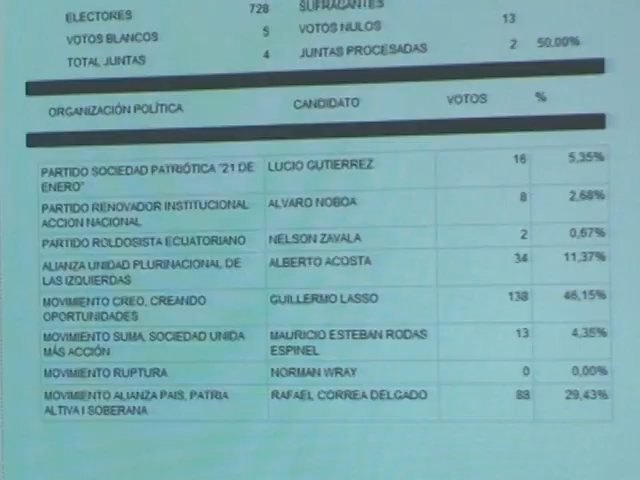 ELECTORES 728 SUFRAGANTES
VOTOS BLANCOS 5 VOTOS NULOS 13
TOTAL JUNTAS 4 JUNTAS PROCESADAS 2 50.00%
ORGANIZACIÓN POLÍTICA CANDIDATO VOTOS %
PARTIDO SOCIEDAD PATRIÓTICA "21 DE LUCIO GUTIERREZ 16 5,35%
ENERO"
PARTIDO RENOVADOR INSTITUCIONAL ALVARO NOBOA 8 2,68%
ACCION NACIONAL
PARTIDO ROLDOSISTA ECUATORIANO NELSON ZAVALA 2 0,67%
ALIANZA UNIDAD PLURINACIONAL DE ALBERTO ACOSTA 34 11,37%
LAS IZQUIERDAS
MOVIMIENTO CREO, CREANDO GUILLERMO LASSO 138 46,15%
OPORTUNIDADES
MOVIMIENTO SUMA, SOCIEDAD UNIDA MAURICIO ESTEBAN RODAS 13 4,35%
MÁS ACCIÓN ESPINEL
MOVIMIENTO RUPTURA NORMAN WRAY 0 0,00%
MOVIMIENTO ALIANZA PAIS, PATRIA RAFAEL CORREA DELGADO 88 29,43%
ALTIVA I SOBERANA